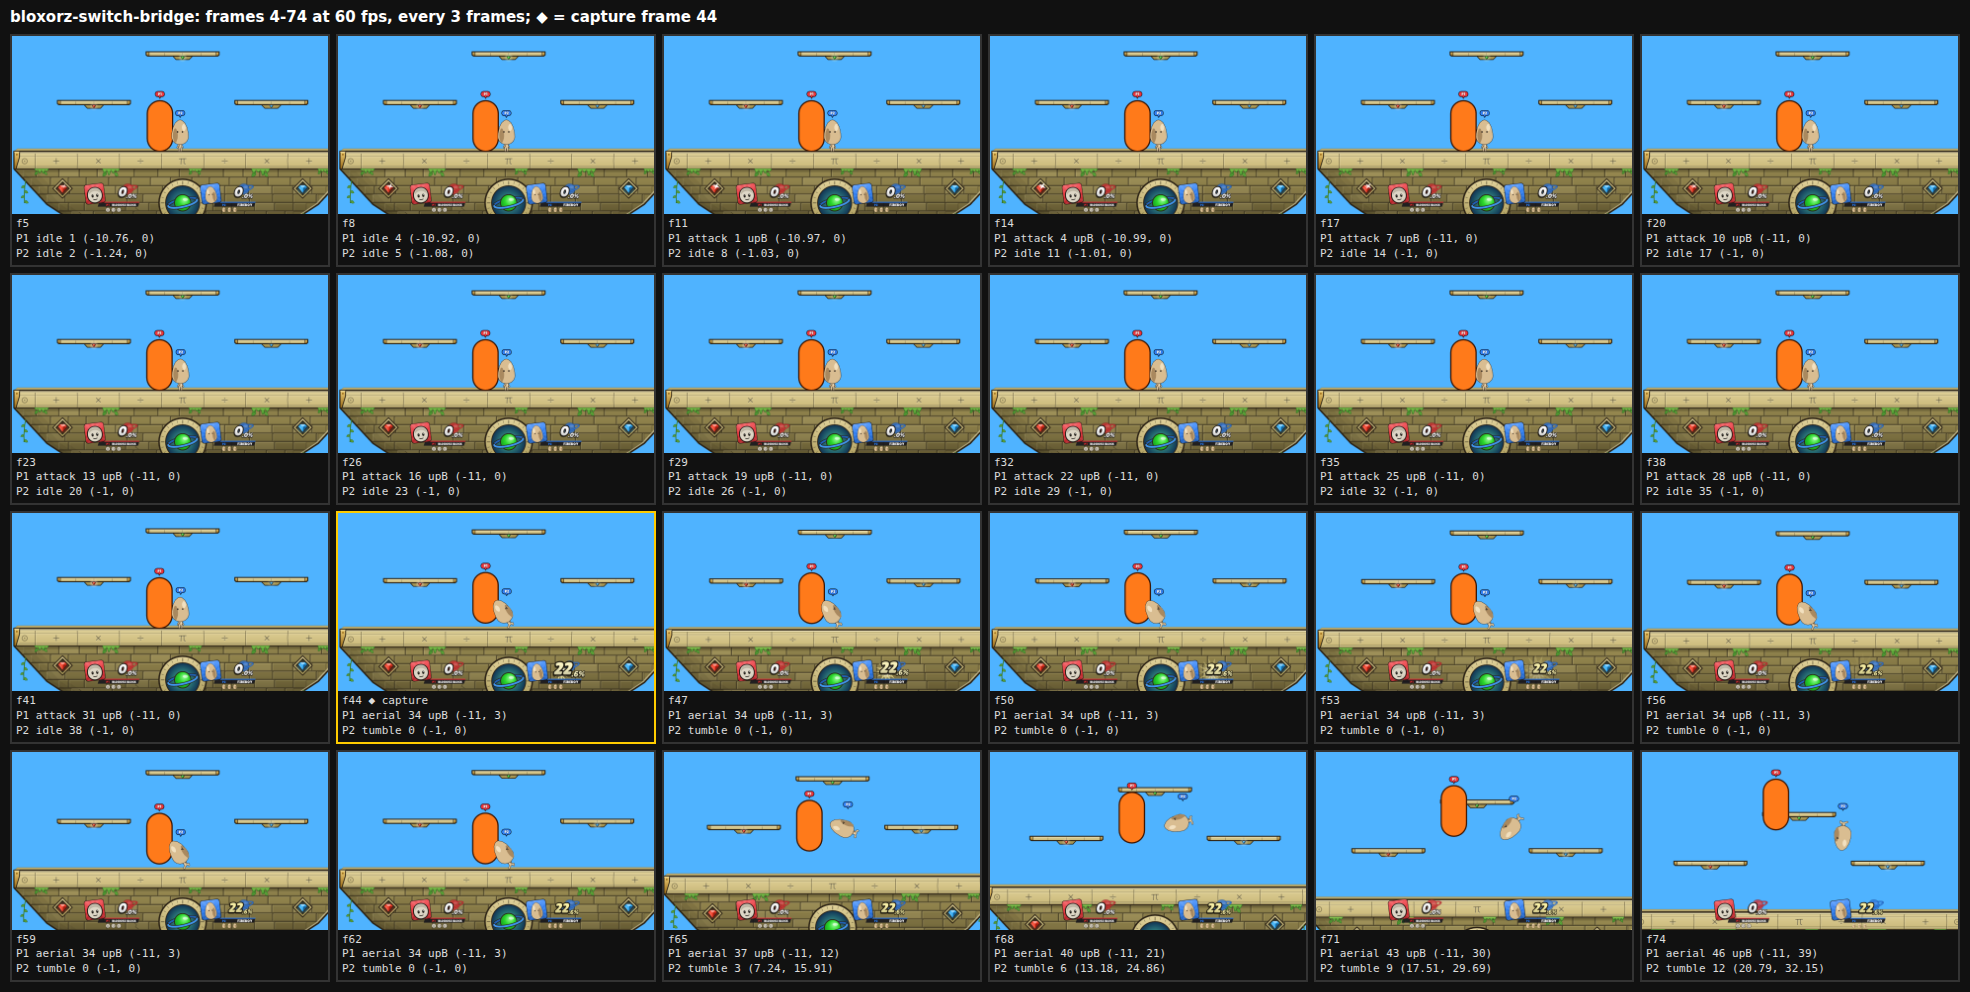 bloxorz-switch-bridge: frames 4-74 at 60 fps, every 3 frames; ◆ = capture frame 44
f5
P1 idle 1 (-10.76, 0)
P2 idle 2 (-1.24, 0)
f8
P1 idle 4 (-10.92, 0)
P2 idle 5 (-1.08, 0)
f11
P1 attack 1 upB (-10.97, 0)
P2 idle 8 (-1.03, 0)
f14
P1 attack 4 upB (-10.99, 0)
P2 idle 11 (-1.01, 0)
f17
P1 attack 7 upB (-11, 0)
P2 idle 14 (-1, 0)
f20
P1 attack 10 upB (-11, 0)
P2 idle 17 (-1, 0)
f23
P1 attack 13 upB (-11, 0)
P2 idle 20 (-1, 0)
f26
P1 attack 16 upB (-11, 0)
P2 idle 23 (-1, 0)
f29
P1 attack 19 upB (-11, 0)
P2 idle 26 (-1, 0)
f32
P1 attack 22 upB (-11, 0)
P2 idle 29 (-1, 0)
f35
P1 attack 25 upB (-11, 0)
P2 idle 32 (-1, 0)
f38
P1 attack 28 upB (-11, 0)
P2 idle 35 (-1, 0)
f41
P1 attack 31 upB (-11, 0)
P2 idle 38 (-1, 0)
f44 ◆ capture
P1 aerial 34 upB (-11, 3)
P2 tumble 0 (-1, 0)
f47
P1 aerial 34 upB (-11, 3)
P2 tumble 0 (-1, 0)
f50
P1 aerial 34 upB (-11, 3)
P2 tumble 0 (-1, 0)
f53
P1 aerial 34 upB (-11, 3)
P2 tumble 0 (-1, 0)
f56
P1 aerial 34 upB (-11, 3)
P2 tumble 0 (-1, 0)
f59
P1 aerial 34 upB (-11, 3)
P2 tumble 0 (-1, 0)
f62
P1 aerial 34 upB (-11, 3)
P2 tumble 0 (-1, 0)
f65
P1 aerial 37 upB (-11, 12)
P2 tumble 3 (7.24, 15.91)
f68
P1 aerial 40 upB (-11, 21)
P2 tumble 6 (13.18, 24.86)
f71
P1 aerial 43 upB (-11, 30)
P2 tumble 9 (17.51, 29.69)
f74
P1 aerial 46 upB (-11, 39)
P2 tumble 12 (20.79, 32.15)